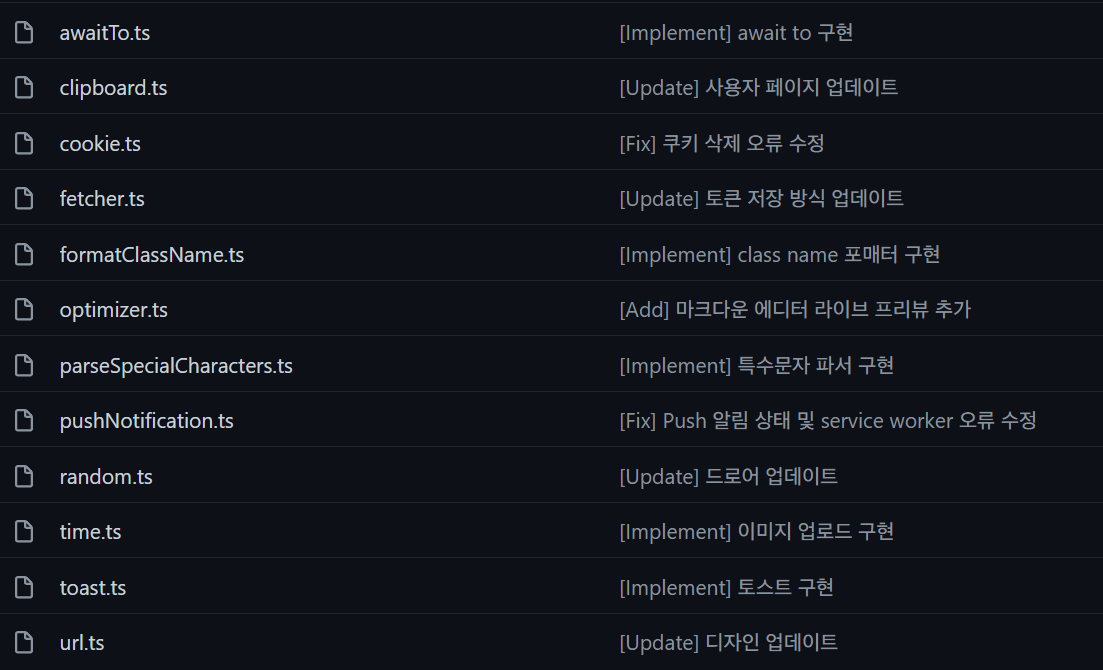 awaitTo.ts [Implement] await to 구현
clipboard.ts [Update] 사용자 페이지 업데이트
cookie.ts [Fix] 쿠키 삭제 오류 수정
fetcher.ts [Update] 토큰 저장 방식 업데이트
formatClassName.ts [Implement] class name 포매터 구현
optimizer.ts [Add] 마크다운 에디터 라이브 프리뷰 추가
parseSpecialCharacters.ts [Implement] 특수문자 파서 구현
pushNotification.ts [Fix] Push 알림 상태 및 service worker 오류 수정
random.ts [Update] 드로어 업데이트
time.ts [Implement] 이미지 업로드 구현
toast.ts [Implement] 토스트 구현
url.ts [Update] 디자인 업데이트